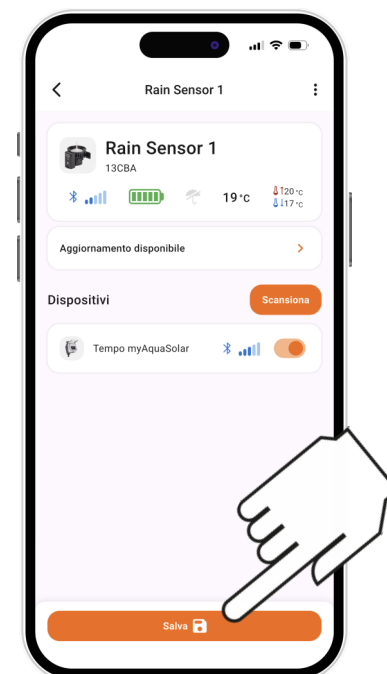 Rain Sensor 1
Rain Sensor 1
13CBA
19°C
↑20°C
↓17°C
Aggiornamento disponibile
Dispositivi
Scansiona
Tempo myAquaSolar
Salva